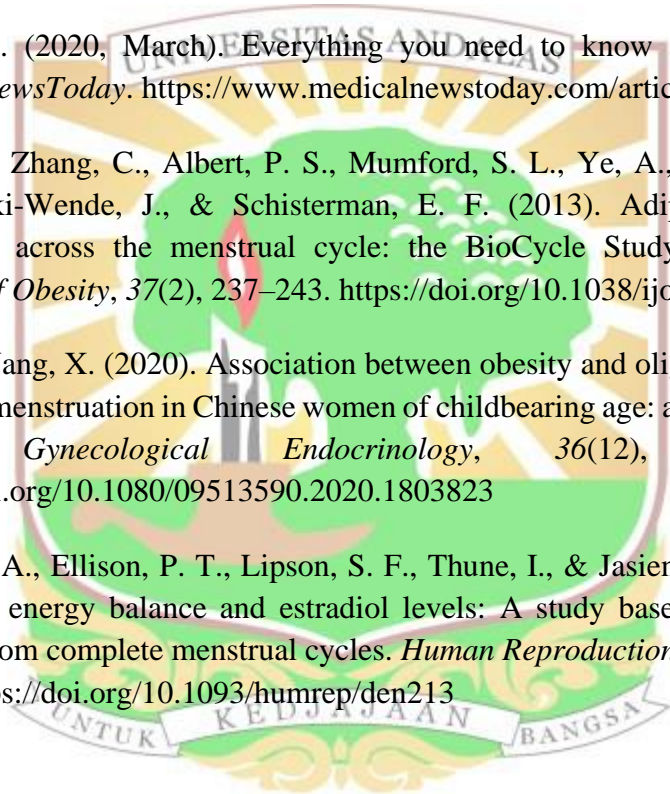 . (2020, March). Everything you need to know
UNIVERSITAS ANDALAS
ewsToday. https://www.medicalnewstoday.com/artic
Zhang, C., Albert, P. S., Mumford, S. L., Ye, A.,
ki-Wende, J., & Schisterman, E. F. (2013). Adip
across the menstrual cycle: the BioCycle Study
f Obesity, 37(2), 237–243. https://doi.org/10.1038/ijo
ang, X. (2020). Association between obesity and oli
menstruation in Chinese women of childbearing age: a
Gynecological Endocrinology, 36(12),
i.org/10.1080/09513590.2020.1803823
A., Ellison, P. T., Lipson, S. F., Thune, I., & Jasien
energy balance and estradiol levels: A study base
om complete menstrual cycles. Human Reproduction
ps://doi.org/10.1093/humrep/den213
UNTUK KEDJAJAAN BANGSA